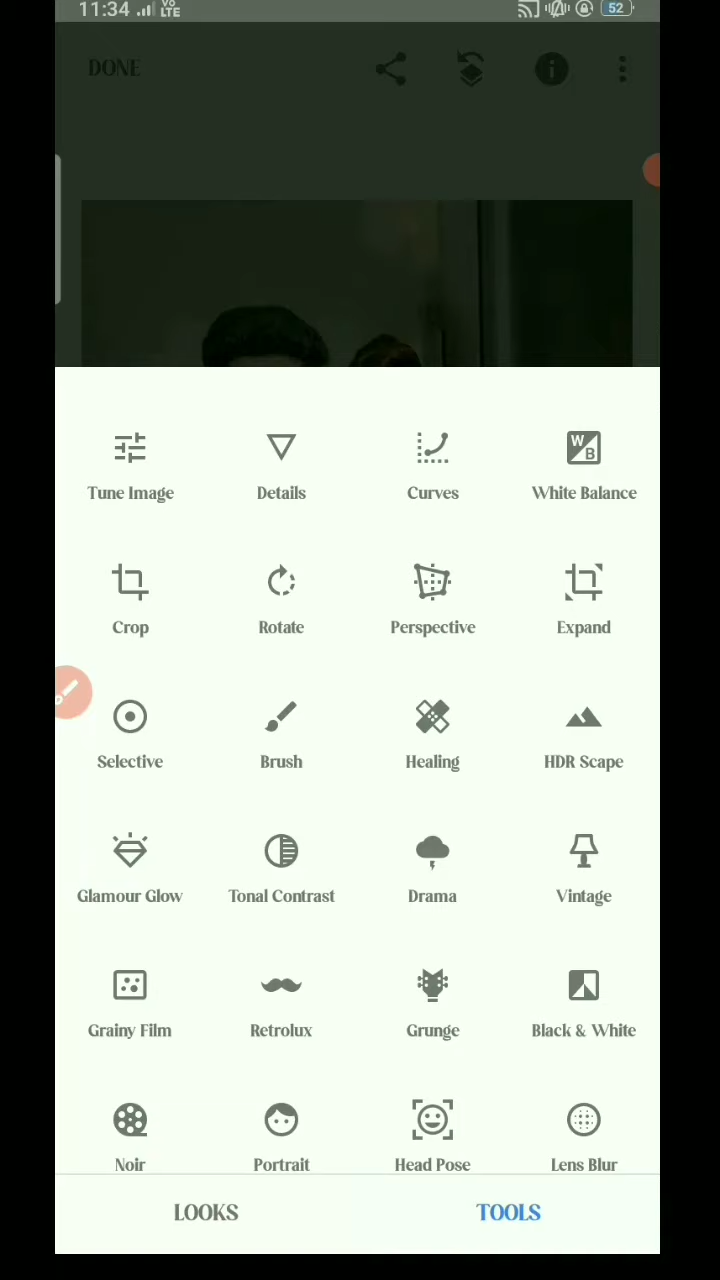 11:34 VO LTE 52
DONE
Tune Image Details Curves White Balance
Crop Rotate Perspective Expand
Selective Brush Healing HDR Scape
Glamour Glow Tonal Contrast Drama Vintage
Grainy Film Retrolux Grunge Black & White
Noir Portrait Head Pose Lens Blur
LOOKS TOOLS